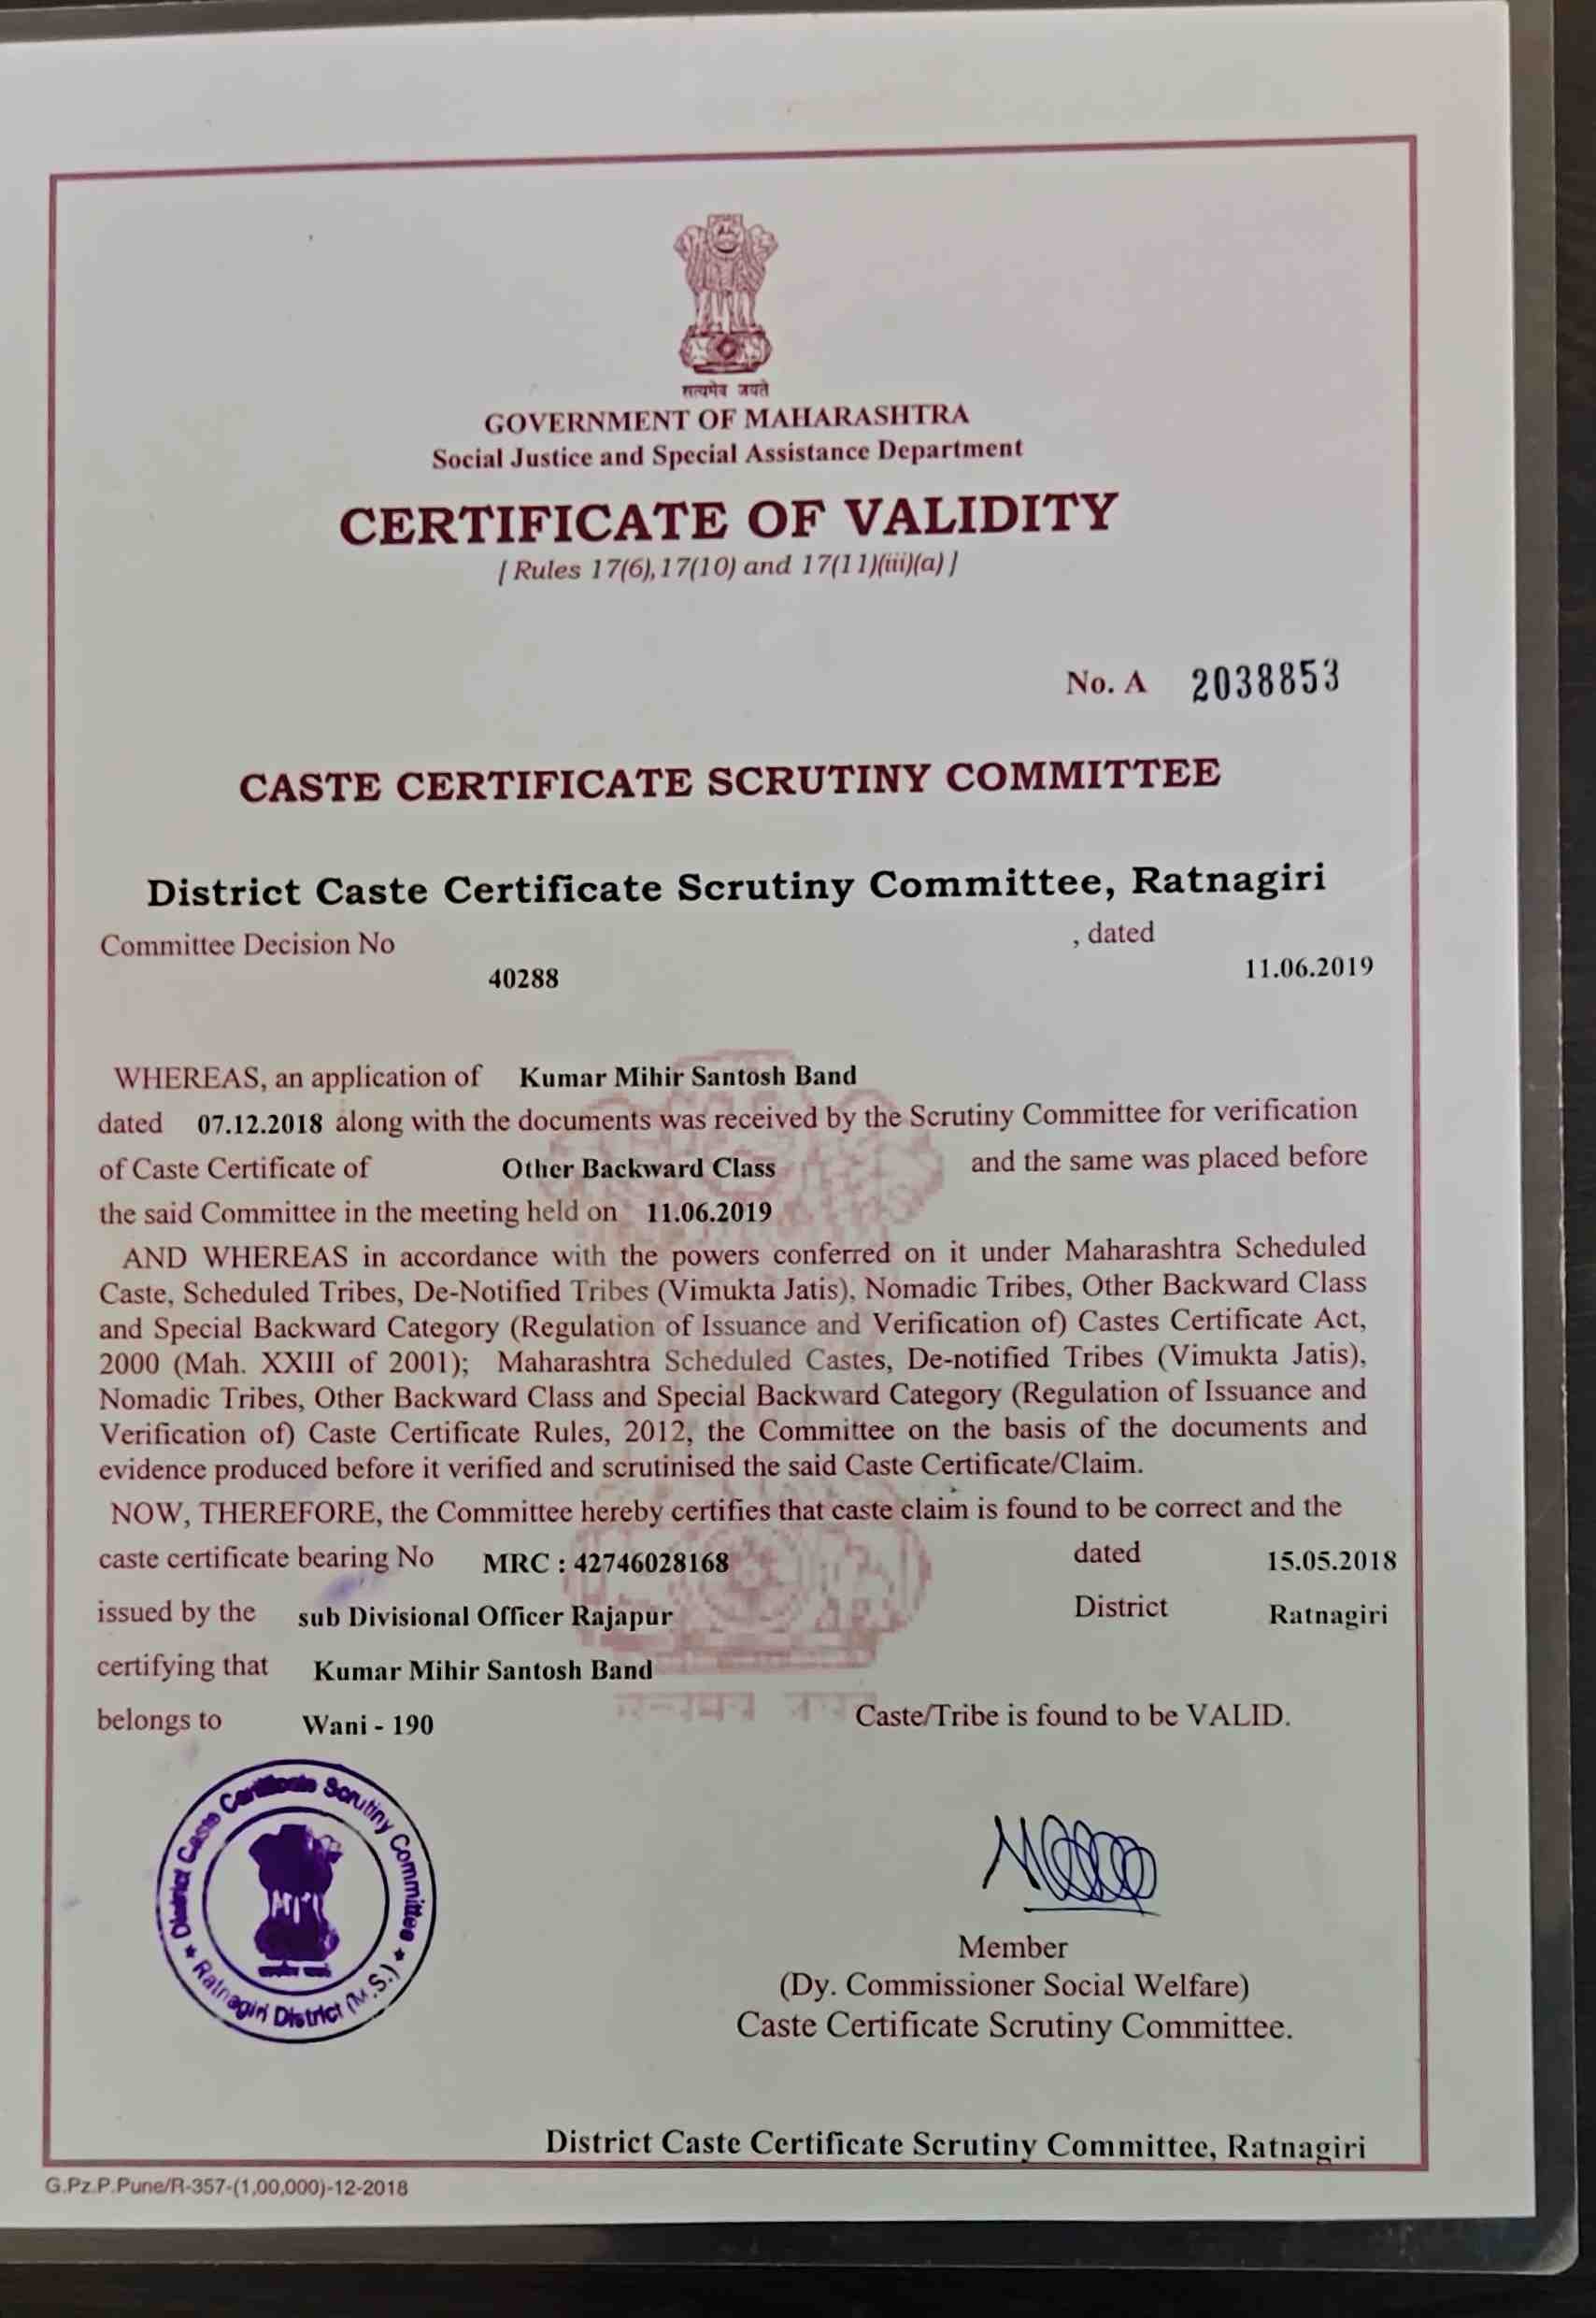 सत्यमेव जयते
GOVERNMENT OF MAHARASHTRA
Social Justice and Special Assistance Department
CERTIFICATE OF VALIDITY
[ Rules 17(6),17(10) and 17(11)(iii)(a) ]
No. A 2038853
CASTE CERTIFICATE SCRUTINY COMMITTEE
District Caste Certificate Scrutiny Committee, Ratnagiri
Committee Decision No , dated
40288 11.06.2019
WHEREAS, an application of Kumar Mihir Santosh Band
dated 07.12.2018 along with the documents was received by the Scrutiny Committee for verification
of Caste Certificate of Other Backward Class and the same was placed before
the said Committee in the meeting held on 11.06.2019
AND WHEREAS in accordance with the powers conferred on it under Maharashtra Scheduled
Caste, Scheduled Tribes, De-Notified Tribes (Vimukta Jatis), Nomadic Tribes, Other Backward Class
and Special Backward Category (Regulation of Issuance and Verification of) Castes Certificate Act,
2000 (Mah. XXIII of 2001); Maharashtra Scheduled Castes, De-notified Tribes (Vimukta Jatis),
Nomadic Tribes, Other Backward Class and Special Backward Category (Regulation of Issuance and
Verification of) Caste Certificate Rules, 2012, the Committee on the basis of the documents and
evidence produced before it verified and scrutinised the said Caste Certificate/Claim.
NOW, THEREFORE, the Committee hereby certifies that caste claim is found to be correct and the
caste certificate bearing No MRC : 42746028168 dated 15.05.2018
issued by the sub Divisional Officer Rajapur District Ratnagiri
certifying that Kumar Mihir Santosh Band
belongs to Wani - 190 Caste/Tribe is found to be VALID.
District Caste Certificate Scrutiny Committee
Ratnagiri District (M.S.)
Member
(Dy. Commissioner Social Welfare)
Caste Certificate Scrutiny Committee.
District Caste Certificate Scrutiny Committee, Ratnagiri
G.Pz.P.Pune/R-357-(1,00,000)-12-2018